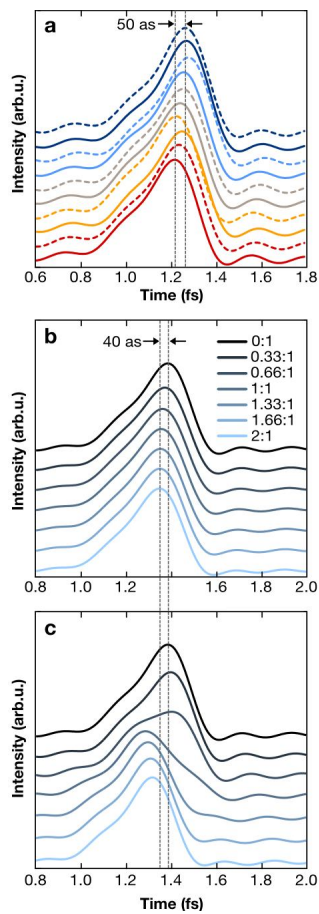 a
50 as
Intensity (arb.u.)
0.6 1.0 1.2 1.4 1.6 1.8
Time (fs)
b
40 as
0:1
0.33:1
0.66:1
1:1
1.33:1
1.66:1
2:1
Intensity (arb.u.)
0.8 1.0 1.2 1.4 1.6 1.8 2.0
c
Intensity (arb.u.)
0.8 1.0 1.2 1.4 1.6 1.8 2.0
Time (fs)